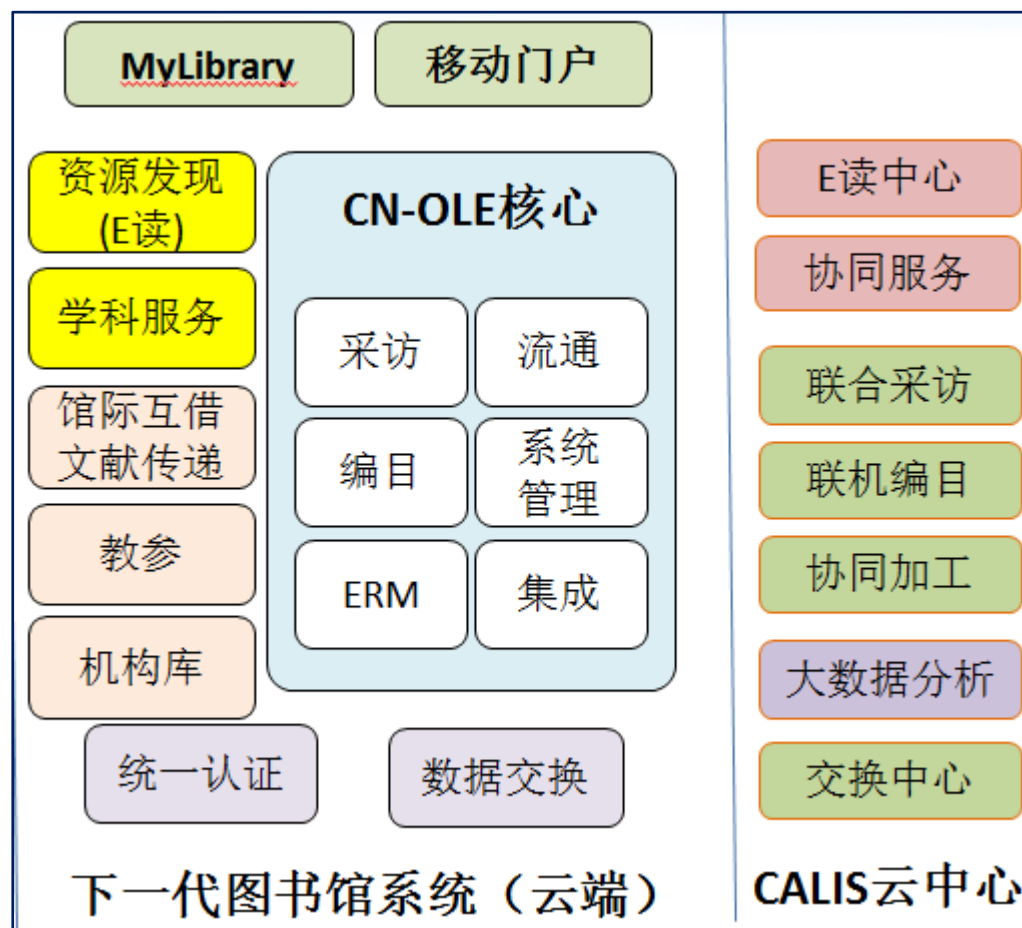 MyLibrary
移动门户
资源发现
(E读)
学科服务
馆际互借
文献传递
教参
机构库
CN-OLE核心
采访
流通
编目
系统
管理
ERM
集成
统一认证
数据交换
下一代图书馆系统（云端）
E读中心
协同服务
联合采访
联机编目
协同加工
大数据分析
交换中心
CALIS云中心